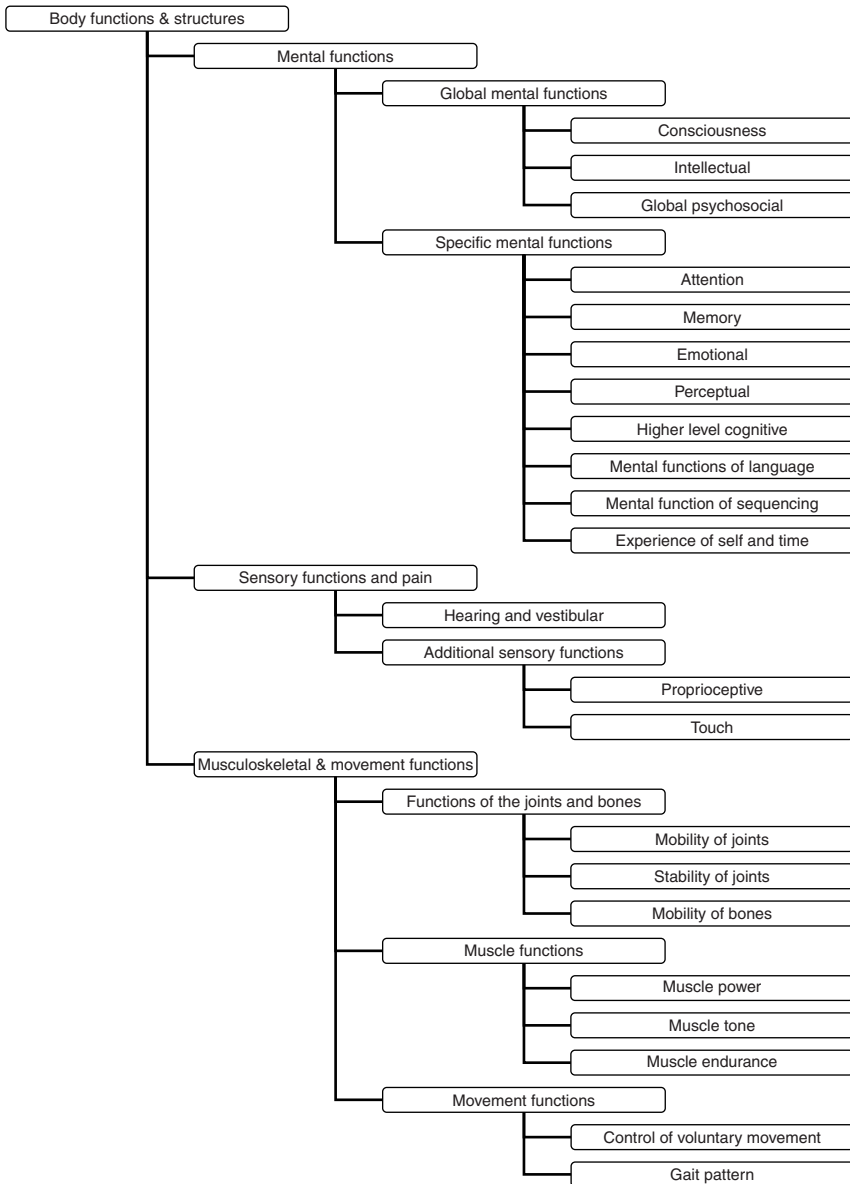 Body functions & structures
Mental functions
Global mental functions
Consciousness
Intellectual
Global psychosocial
Specific mental functions
Attention
Memory
Emotional
Perceptual
Higher level cognitive
Mental functions of language
Mental function of sequencing
Experience of self and time
Sensory functions and pain
Hearing and vestibular
Additional sensory functions
Proprioceptive
Touch
Musculoskeletal & movement functions
Functions of the joints and bones
Mobility of joints
Stability of joints
Mobility of bones
Muscle functions
Muscle power
Muscle tone
Muscle endurance
Movement functions
Control of voluntary movement
Gait pattern